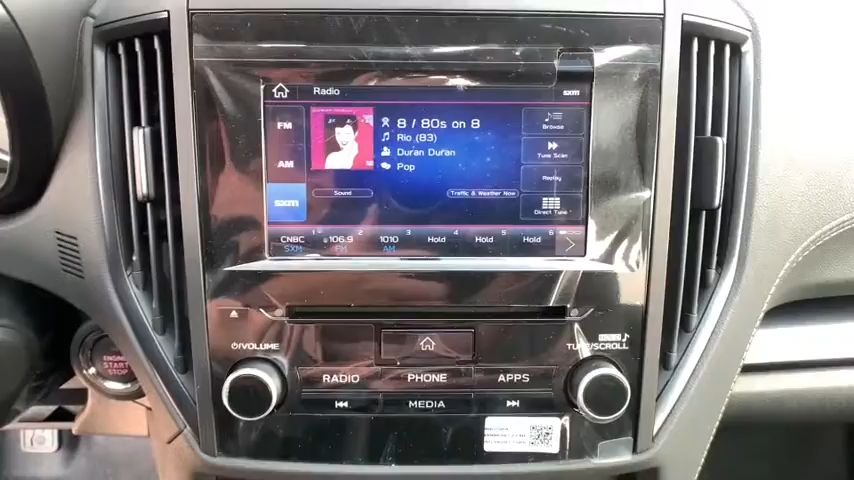 Radio
sxm
FM
8 / 80s on 8
Browse
Rio (83)
Tune Scan
AM
Duran Duran
Pop
Replay
Sound
Traffic & Weather Now
sxm
Direct Tune
1 2 3 4 5 6
CNBC 106.9 1010 Hold Hold Hold
SXM FM AM
VOLUME
TUNE/SCROLL
ENGINE
START
STOP
RADIO
PHONE
APPS
MEDIA